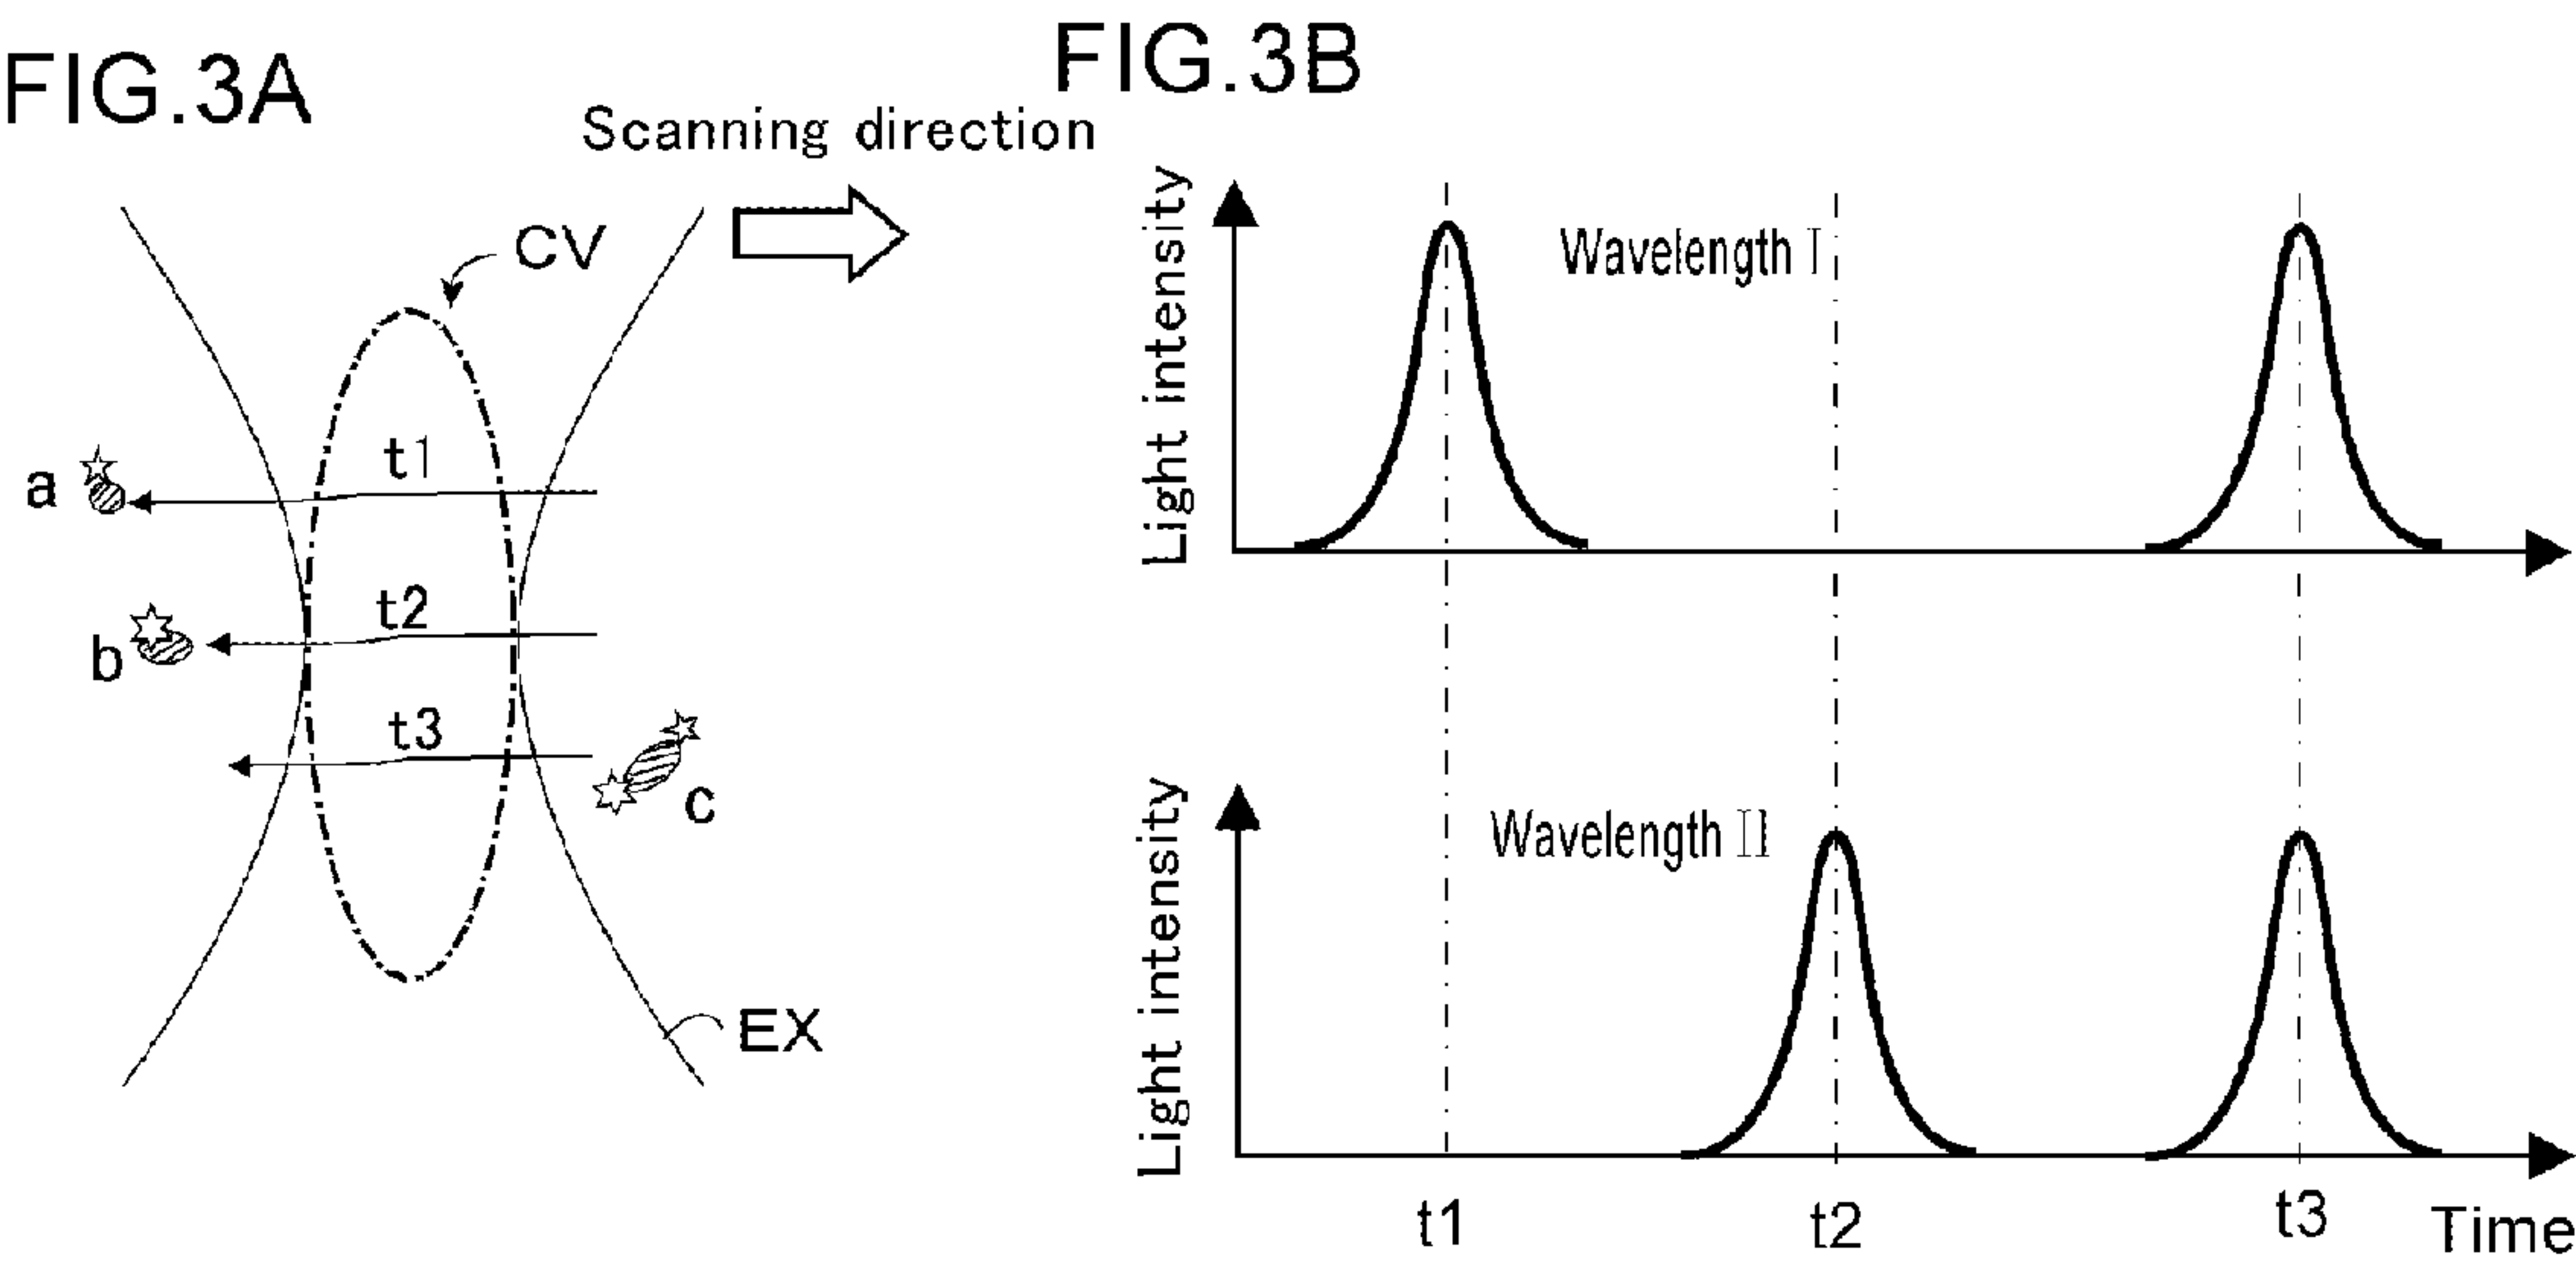 FIG.3A
Scanning direction
CV
t1
a
t2
b
t3
c
EX
FIG.3B
Light intensity
Wavelength I
Light intensity
Wavelength II
t1
t2
t3
Time